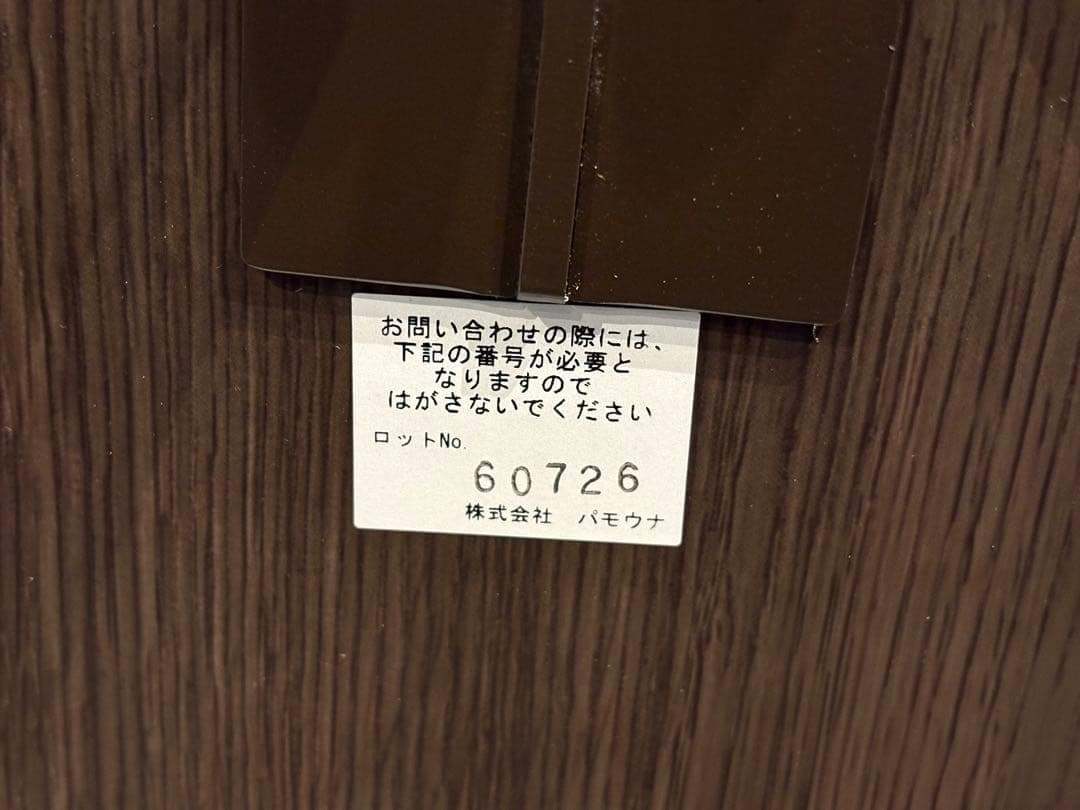 お問い合わせの際には、
下記の番号が必要と
なりますので
はがさないでください
ロットNo.
60726
株式会社 パモウナ